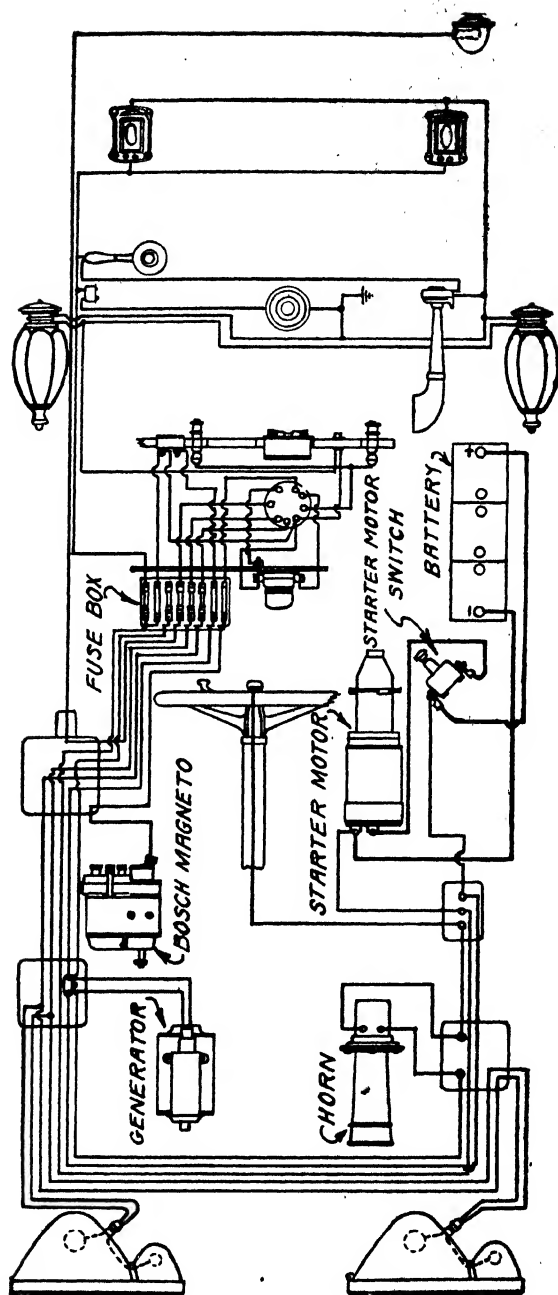 FUSE BOX
STARTER MOTOR
SWITCH
BATTERY
+
−
STARTER MOTOR
BOSCH MAGNETO
GENERATOR
HORN